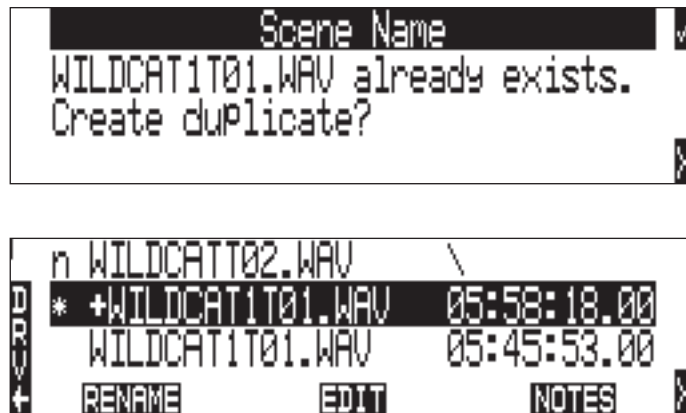 Scene Name
WILDCAT1T01.WAV already exists.
Create duplicate?
n WILDCATT02.WAV \
* +WILDCAT1T01.WAV 05:58:18.00
WILDCAT1T01.WAV 05:45:53.00
DRV
RENAME EDIT NOTES